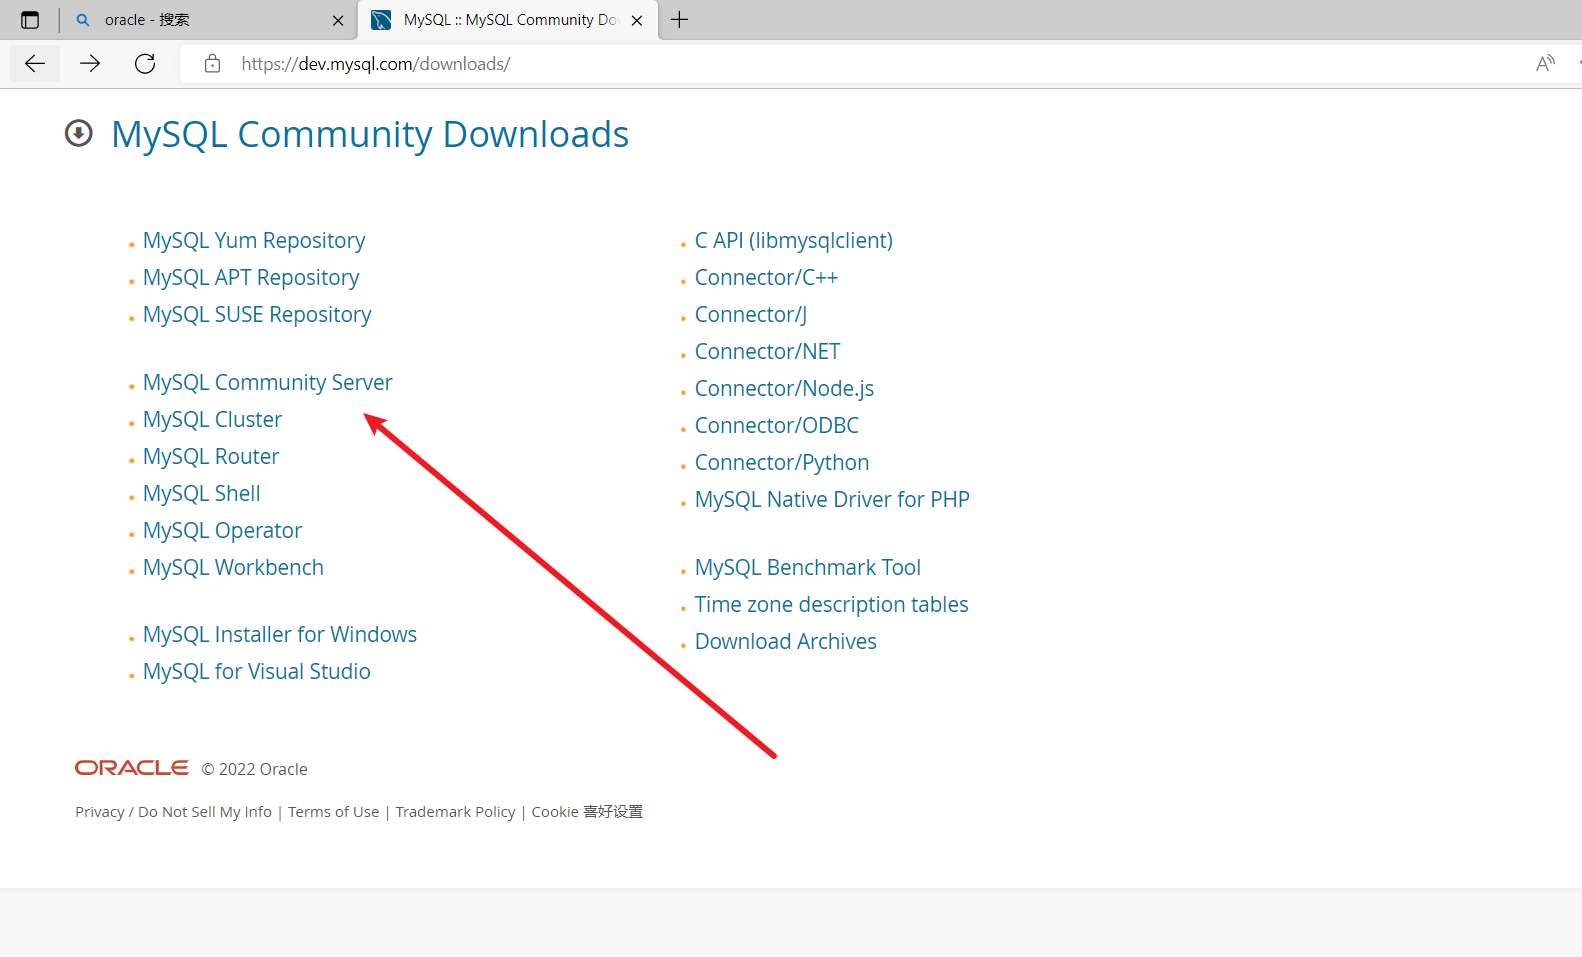 oracle - 搜索
MySQL :: MySQL Community Do
https://dev.mysql.com/downloads/
MySQL Community Downloads
MySQL Yum Repository
MySQL APT Repository
MySQL SUSE Repository
MySQL Community Server
MySQL Cluster
MySQL Router
MySQL Shell
MySQL Operator
MySQL Workbench
MySQL Installer for Windows
MySQL for Visual Studio
C API (libmysqlclient)
Connector/C++
Connector/J
Connector/NET
Connector/Node.js
Connector/ODBC
Connector/Python
MySQL Native Driver for PHP
MySQL Benchmark Tool
Time zone description tables
Download Archives
ORACLE © 2022 Oracle
Privacy / Do Not Sell My Info | Terms of Use | Trademark Policy | Cookie 喜好设置